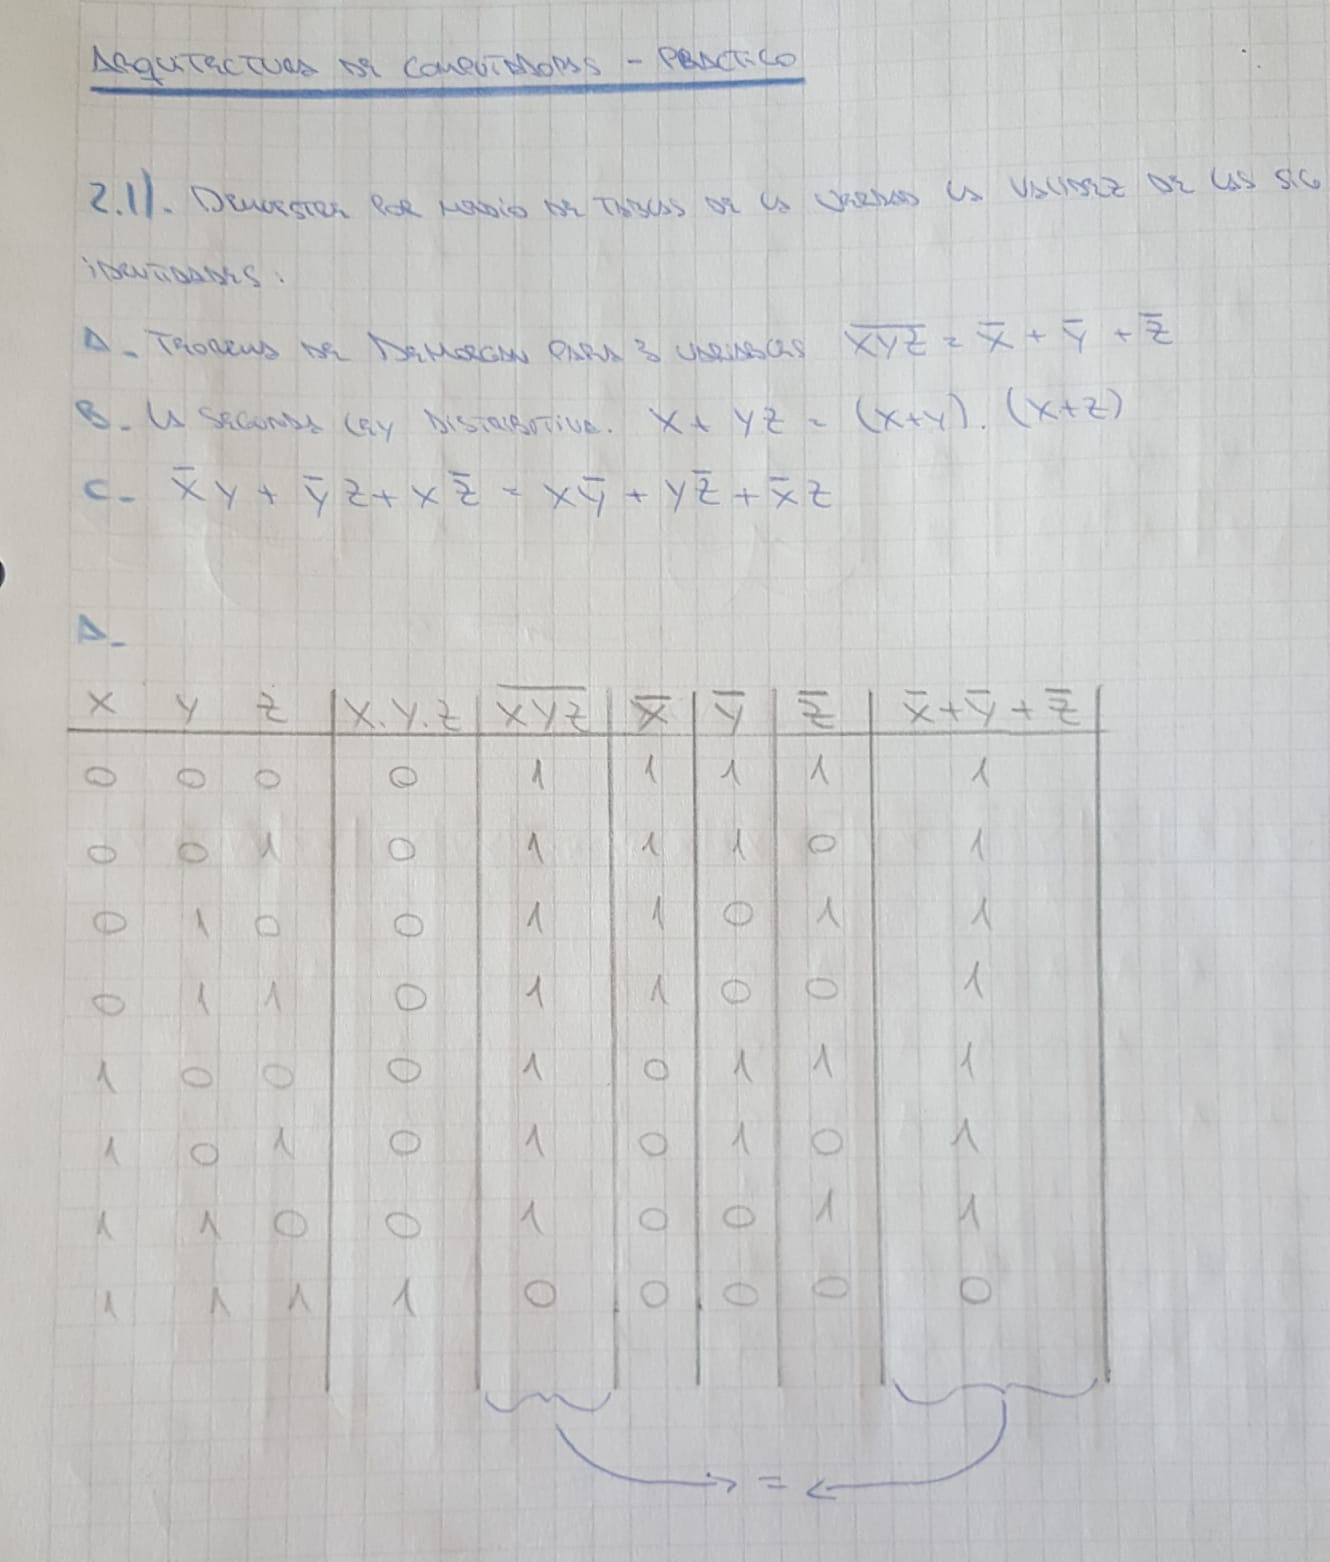 ARQUITECTURA DE COMPUTADORAS - PRACTICO
2.1). DEMUESTRA POR MEDIO DE TABLAS DE LA VERDAD LA VALIDEZ DE LAS SIG
IDENTIDADES:
A. TEOREMA DE DEMORGAN PARA 3 VARIABLES X̅Y̅Z̅ = X̅ + Y̅ + Z̅
B. LA SEGUNDA LEY DISTRIBUTIVA. X + YZ = (X+Y). (X+Z)
C. X̅Y + Y̅Z + XZ̅ = XY̅ + YZ̅ + X̅Z
A.
X Y Z X.Y.Z X̅Y̅Z̅ X̅ Y̅ Z̅ X̅+Y̅+Z̅
0 0 0 0 1 1 1 1 1
0 0 1 0 1 1 1 0 1
0 1 0 0 1 1 0 1 1
0 1 1 0 1 1 0 0 1
1 0 0 0 1 0 1 1 1
1 0 1 0 1 0 1 0 1
1 1 0 0 1 0 0 1 1
1 1 1 1 0 0 0 0 0
=